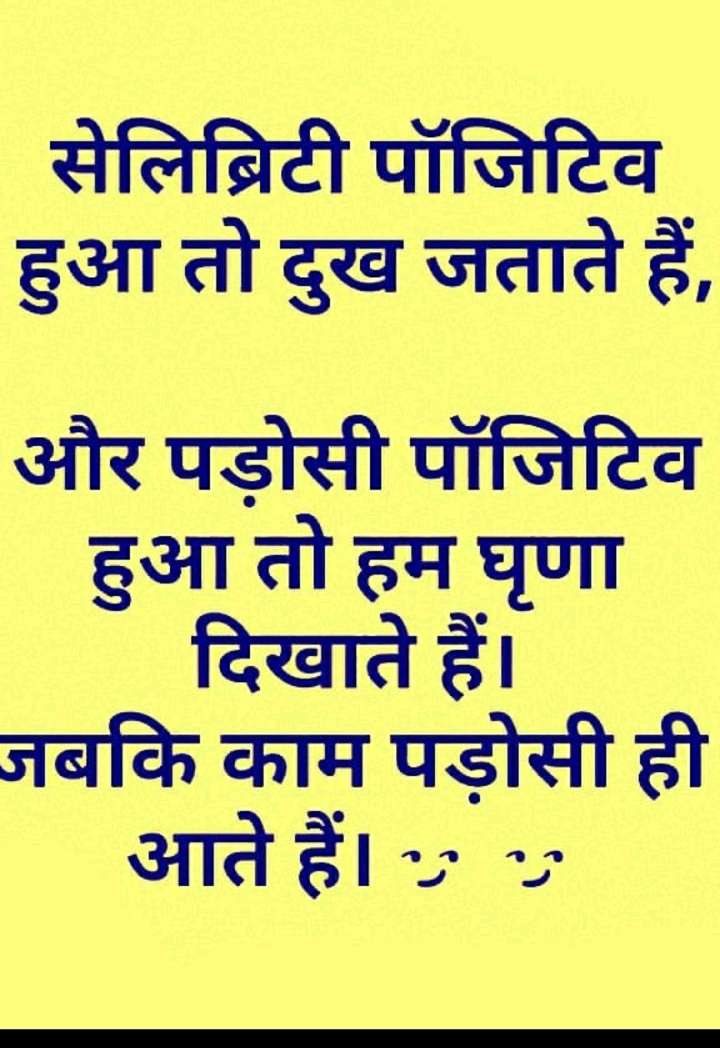 सेलिब्रिटी पॉजिटिव
हुआ तो दुख जताते हैं,
और पड़ोसी पॉजिटिव
हुआ तो हम घृणा
दिखाते हैं।
जबकि काम पड़ोसी ही
आते हैं।